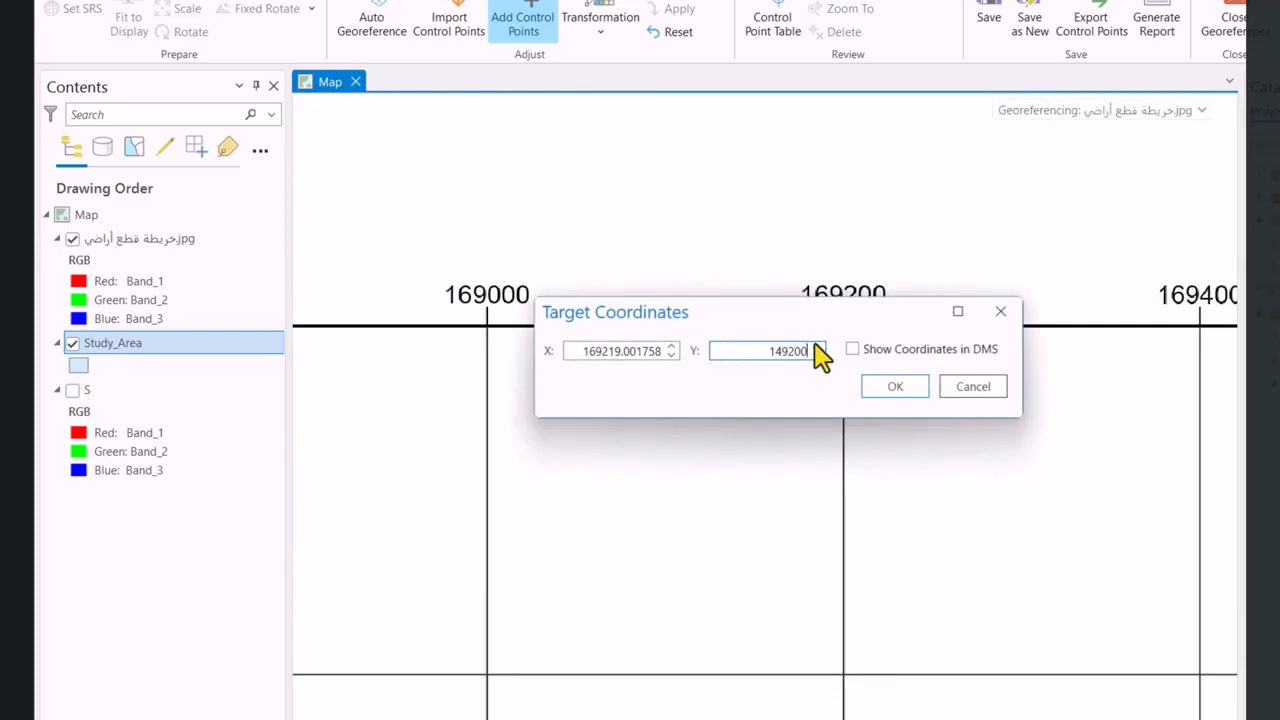 Set SRS
Fit to
Display
Scale
Rotate
Fixed Rotate
Prepare
Auto
Georeference
Import
Control Points
Add Control
Points
Transformation
Apply
Reset
Adjust
Control
Point Table
Zoom To
Delete
Review
Save
Save
as New
Export
Control Points
Generate
Report
Save
Close
Georeference
Close
Contents
Search
Drawing Order
Map
خريطة قطع أراضي.jpg
RGB
Red: Band_1
Green: Band_2
Blue: Band_3
Study_Area
S
RGB
Red: Band_1
Green: Band_2
Blue: Band_3
Map
Georeferencing: خريطة قطع أراضي.jpg
169000
169200
169400
Target Coordinates
X: 169219.001758
Y: 149200
Show Coordinates in DMS
OK
Cancel